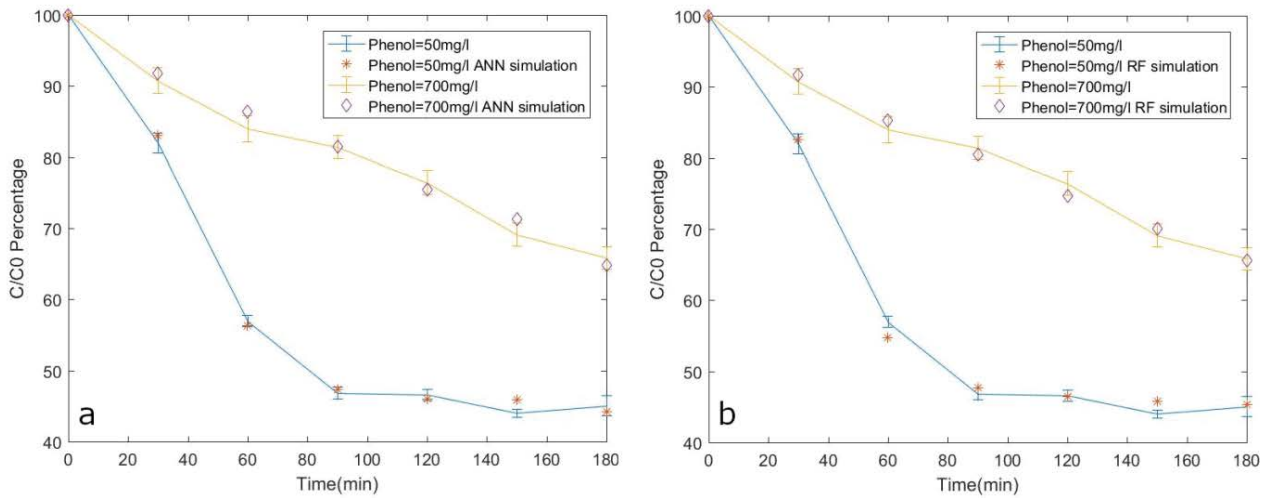 100
90
80
70
60
50
40
C/C0 Percentage
0 20 40 60 80 100 120 140 160 180
Time(min)
Phenol=50mg/l
Phenol=50mg/l ANN simulation
Phenol=700mg/l
Phenol=700mg/l ANN simulation
a
100
90
80
70
60
50
40
C/C0 Percentage
0 20 40 60 80 100 120 140 160 180
Time(min)
Phenol=50mg/l
Phenol=50mg/l RF simulation
Phenol=700mg/l
Phenol=700mg/l RF simulation
b